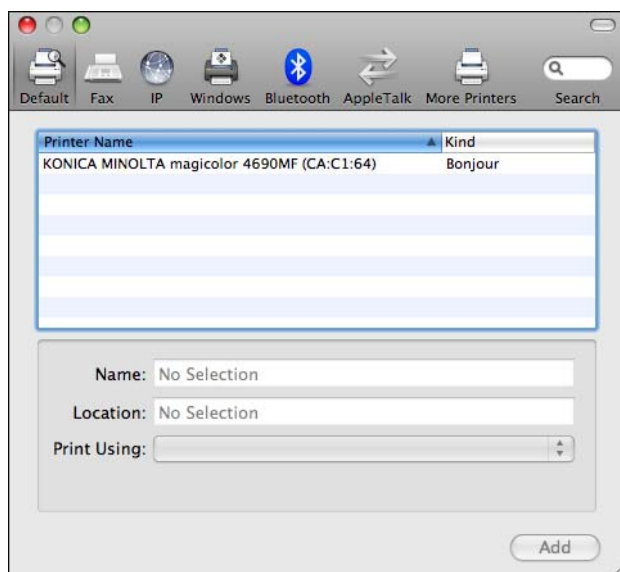 Default Fax IP Windows Bluetooth AppleTalk More Printers Search
Printer Name Kind
KONICA MINOLTA magicolor 4690MF (CA:C1:64) Bonjour
Name: No Selection
Location: No Selection
Print Using:
Add